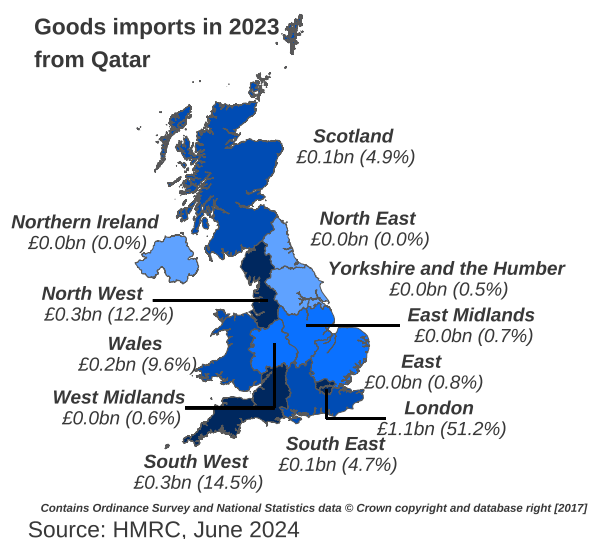 Goods imports in 2023
from Qatar
Scotland
£0.1bn (4.9%)
Northern Ireland
£0.0bn (0.0%)
North East
£0.0bn (0.0%)
Yorkshire and the Humber
£0.0bn (0.5%)
North West
£0.3bn (12.2%)
East Midlands
£0.0bn (0.7%)
Wales
£0.2bn (9.6%)
East
£0.0bn (0.8%)
West Midlands
£0.0bn (0.6%)
London
£1.1bn (51.2%)
South East
£0.1bn (4.7%)
South West
£0.3bn (14.5%)
Contains Ordinance Survey and National Statistics data © Crown copyright and database right [2017]
Source: HMRC, June 2024